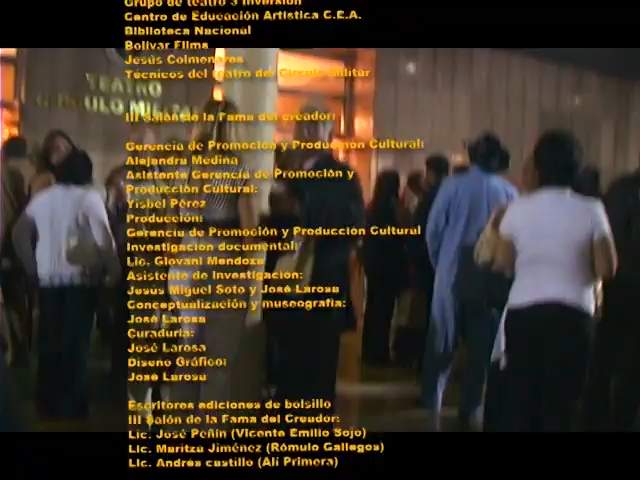 Grupo de teatro a inversión
Centro de Educación Artística C.E.A.
Biblioteca Nacional
Bolívar Films
Jesús Colmenares
Técnicos del teatro del Círculo Militar
TEATRO
CÍRCULO MILITAR
III Salón de la Fama del creador:
Gerencia de Promoción y Producción Cultural:
Alejandra Medina
Asistente Gerencia de Promoción y
Producción Cultural:
Yisbel Pérez
Producción:
Gerencia de Promoción y Producción Cultural
Investigación documental:
Lic. Giovani Mendoza
Asistente de Investigación:
Jesús Miguel Soto y José Larosa
Conceptualización y museografía:
José Larosa
Curaduría:
José Larosa
Diseño Gráfico:
José Larosa
Escritores ediciones de bolsillo
III Salón de la Fama del Creador:
Lic. José Peñín (Vicente Emilio Sojo)
Lic. Maritza Jiménez (Rómulo Gallegos)
Lic. Andrés castillo (Alí Primera)